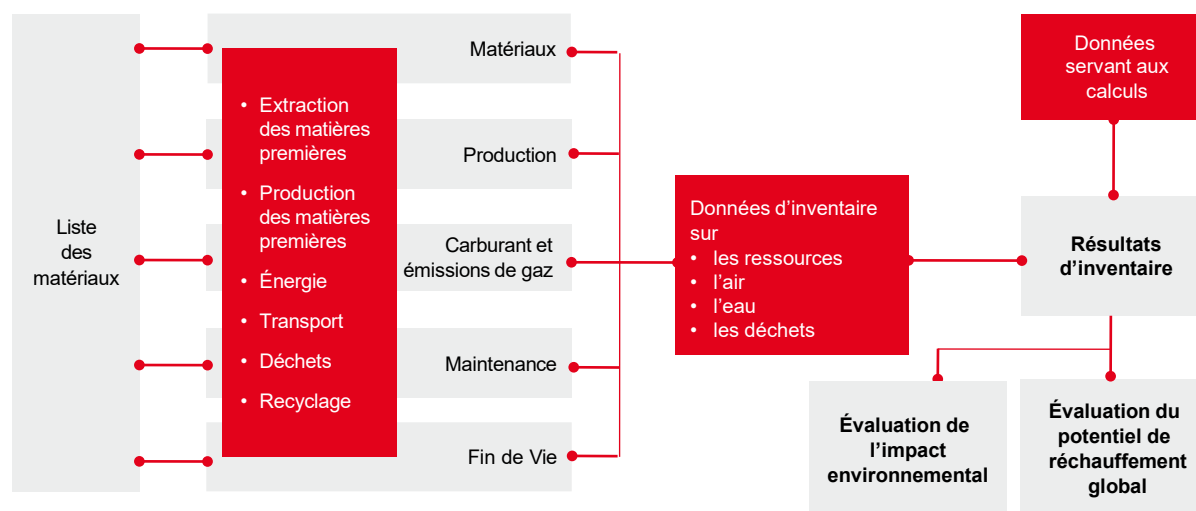 Liste
des
matériaux
• Extraction
des matières
premières
• Production
des matières
premières
• Énergie
• Transport
• Déchets
• Recyclage
Matériaux
Production
Carburant et
émissions de gaz
Maintenance
Fin de Vie
Données d’inventaire
sur
• les ressources
• l’air
• l’eau
• les déchets
Données
servant aux
calculs
Résultats
d’inventaire
Évaluation de
l’impact
environnemental
Évaluation du
potentiel de
réchauffement
global